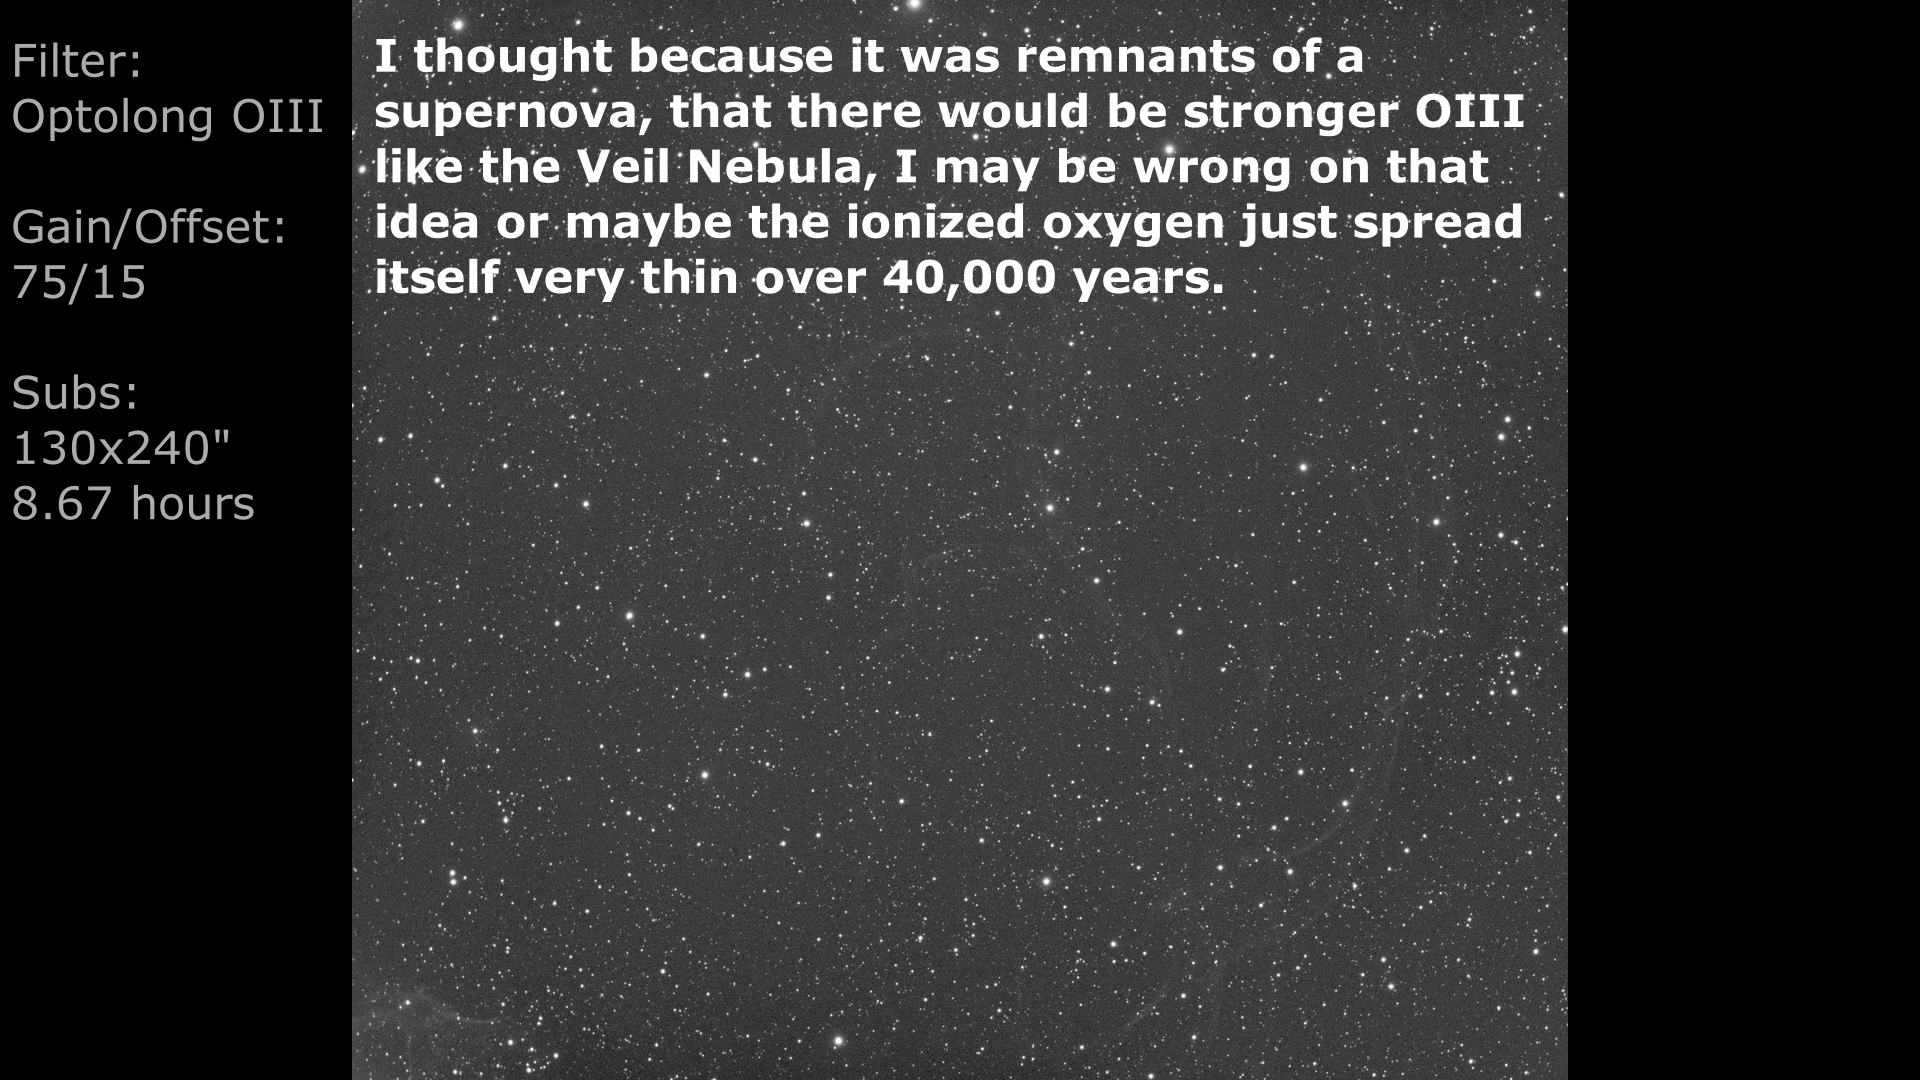 Filter:
Optolong OIII
Gain/Offset:
75/15
Subs:
130x240"
8.67 hours
I thought because it was remnants of a
supernova, that there would be stronger OIII
like the Veil Nebula, I may be wrong on that
idea or maybe the ionized oxygen just spread
itself very thin over 40,000 years.